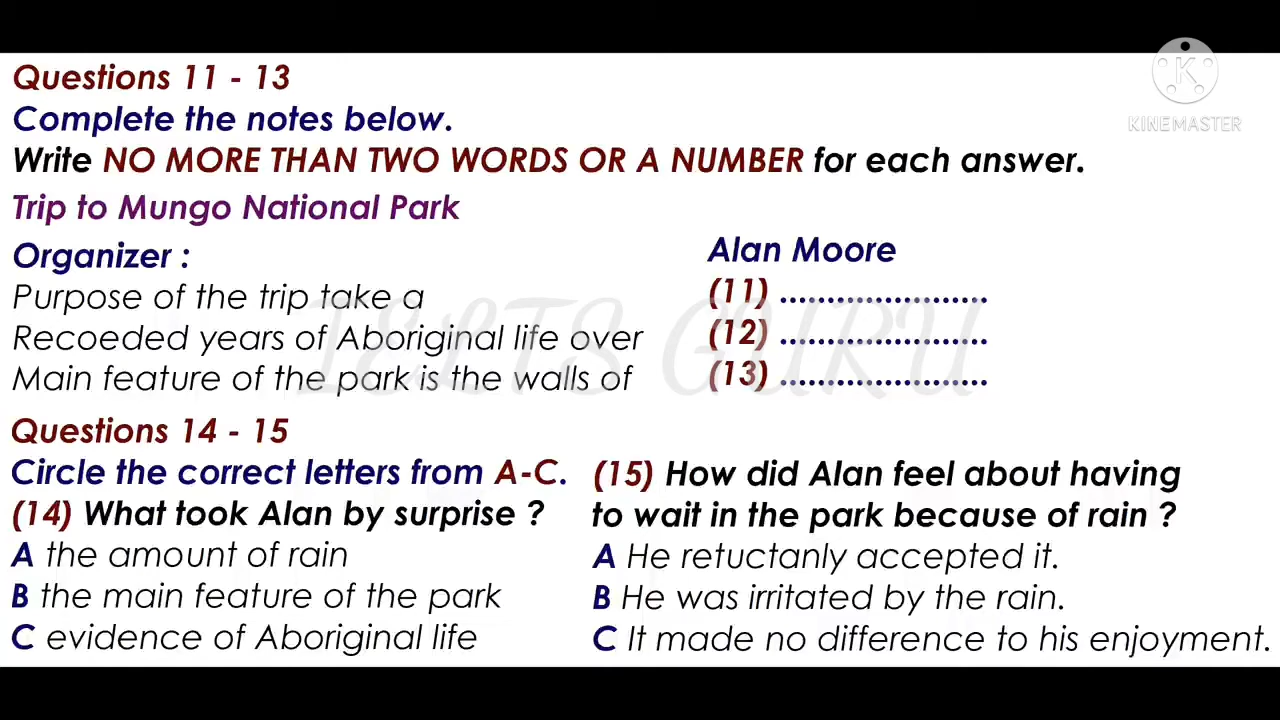 Questions 11 - 13
KINEMASTER
Complete the notes below.
Write NO MORE THAN TWO WORDS OR A NUMBER for each answer.
Trip to Mungo National Park
Organizer : Alan Moore
Purpose of the trip take a (11) ........................
Recoeded years of Aboriginal life over (12) ........................
Main feature of the park is the walls of (13) ........................
IELTS GURU
Questions 14 - 15
Circle the correct letters from A-C.
(14) What took Alan by surprise ?
A the amount of rain
B the main feature of the park
C evidence of Aboriginal life
(15) How did Alan feel about having
to wait in the park because of rain ?
A He retuctanly accepted it.
B He was irritated by the rain.
C It made no difference to his enjoyment.